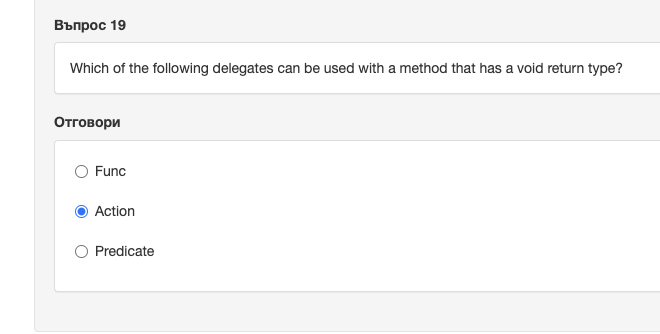 Въпрос 19
Which of the following delegates can be used with a method that has a void return type?
Отговори
Func
Action
Predicate